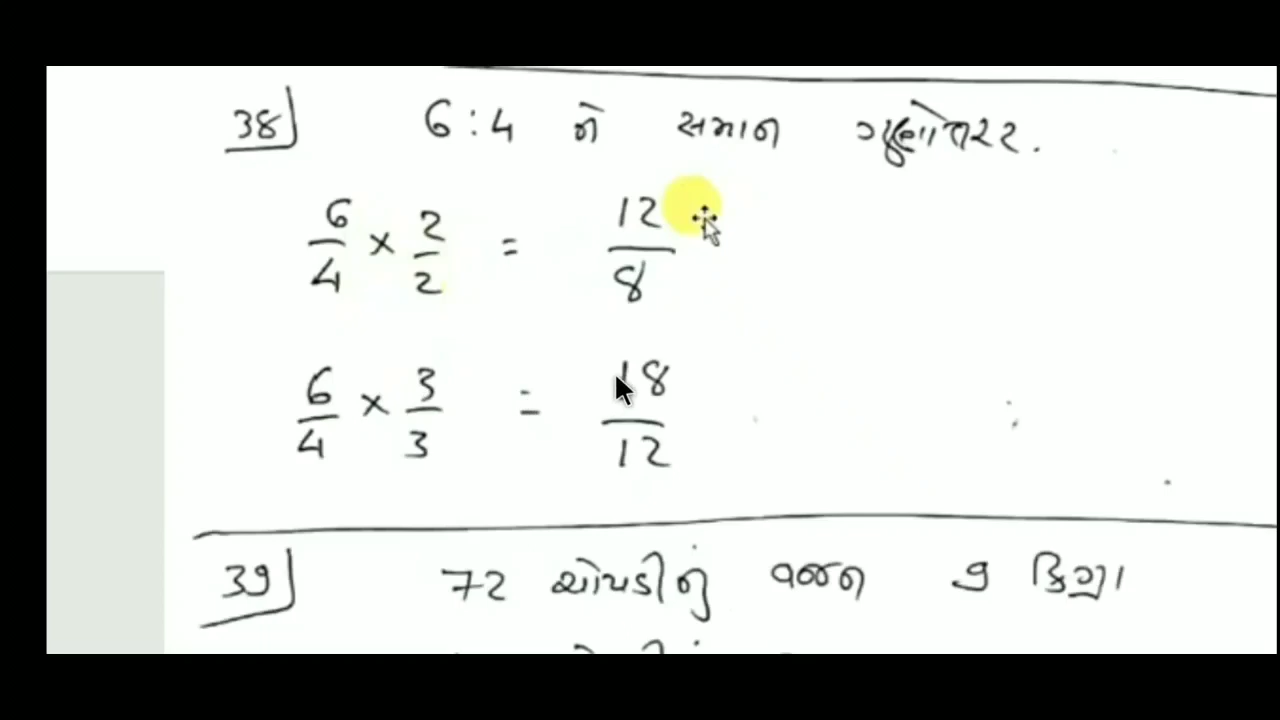 38) 6:4 ને સમાન ગુણોત્તર.
6/4 × 2/2 = 12/8
6/4 × 3/3 = 18/12
39) 72 ચોપડીનું વજન 9 કિગ્રા